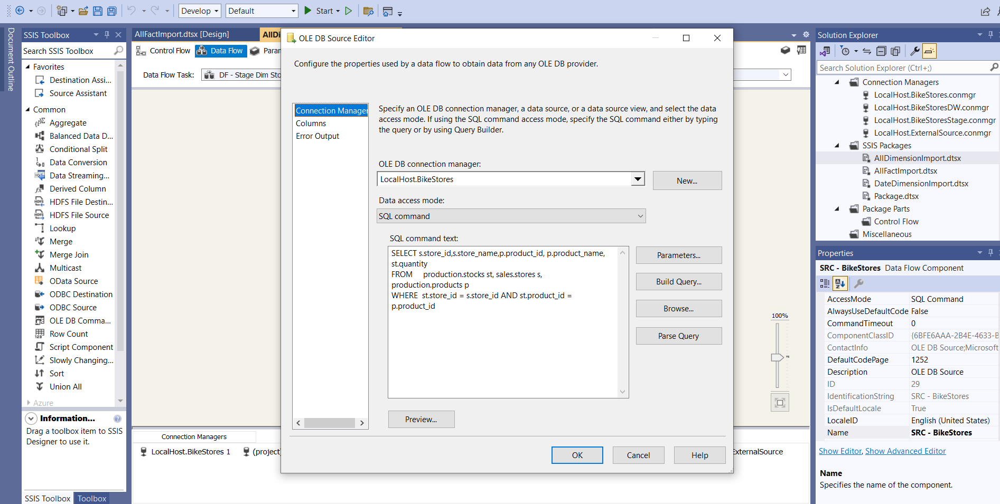 Develop
Default
Start
Document Outline
SSIS Toolbox
Search SSIS Toolbox
Favorites
Destination Assi...
Source Assistant
Common
Aggregate
Balanced Data D...
Conditional Split
Data Conversion
Data Streaming...
Derived Column
HDFS File Destin...
HDFS File Source
Lookup
Merge
Merge Join
Multicast
OData Source
ODBC Destination
ODBC Source
OLE DB Comma...
Row Count
Script Component
Slowly Changing...
Sort
Union All
Azure
Information...
Drag a toolbox item to SSIS
Designer to use it.
SSIS Toolbox
Toolbox
AllFactImport.dtsx [Design]
AllDi
Control Flow
Data Flow
Param
Data Flow Task:
DF - Stage Dim Sto
OLE DB Source Editor
Configure the properties used by a data flow to obtain data from any OLE DB provider.
Connection Manager
Columns
Error Output
Specify an OLE DB connection manager, a data source, or a data source view, and select the data
access mode. If using the SQL command access mode, specify the SQL command either by typing
the query or by using Query Builder.
OLE DB connection manager:
LocalHost.BikeStores
New...
Data access mode:
SQL command
SQL command text:
SELECT s.store_id,s.store_name,p.product_id, p.product_name,
st.quantity
FROM production.stocks st, sales.stores s,
production.products p
WHERE st.store_id = s.store_id AND st.product_id =
p.product_id
Parameters...
Build Query...
Browse...
Parse Query
Preview...
OK
Cancel
Help
100%
Connection Managers
LocalHost.BikeStores 1
(project)
ExternalSource
Solution Explorer
Search Solution Explorer (Ctrl+;)
Connection Managers
LocalHost.BikeStores.conmgr
LocalHost.BikeStoresDW.conmgr
LocalHost.BikeStoresStage.conmgr
LocalHost.ExternalSource.conmgr
SSIS Packages
AllDimensionImport.dtsx
AllFactImport.dtsx
DateDimensionImport.dtsx
Package.dtsx
Package Parts
Control Flow
Miscellaneous
Properties
SRC - BikeStores Data Flow Component
AccessMode SQL Command
AlwaysUseDefaultCode False
CommandTimeout 0
ComponentClassID {6BFE6AAA-2B4E-4633-B
ContactInfo OLE DB Source;Microsoft
DefaultCodePage 1252
Description OLE DB Source
ID 29
IdentificationString SRC - BikeStores
IsDefaultLocale True
LocaleID English (United States)
Name SRC - BikeStores
Show Editor, Show Advanced Editor
Name
Specifies the name of the component.